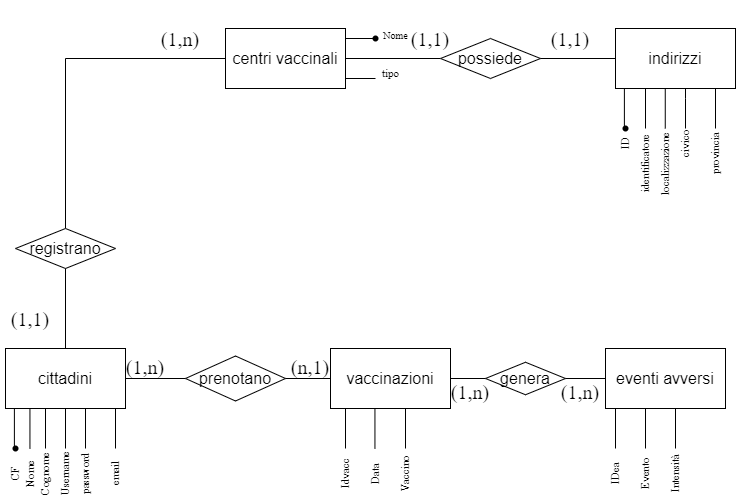 (1,n)
centri vaccinali
Nome
tipo
(1,1)
possiede
(1,1)
indirizzi
ID
identificatore
localizzazione
civico
provincia
registrano
(1,1)
cittadini
(1,n)
prenotano
(n,1)
vaccinazioni
(1,n)
genera
(1,n)
eventi avversi
CF
Nome
Cognome
Username
password
email
Idvacc
Data
Vaccino
IDea
Evento
Intensità